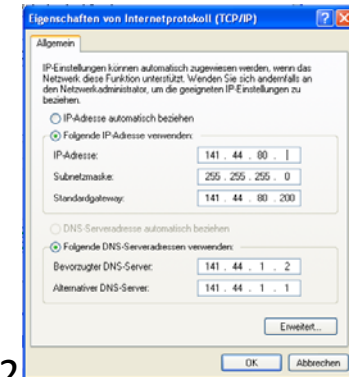 Eigenschaften von Internetprotokoll (TCP/IP)
Allgemein
IP-Einstellungen können automatisch zugewiesen werden, wenn das
Netzwerk diese Funktion unterstützt. Wenden Sie sich andernfalls an
den Netzwerkadministrator, um die geeigneten IP-Einstellungen zu
beziehen.
IP-Adresse automatisch beziehen
Folgende IP-Adresse verwenden:
IP-Adresse: 141 . 44 . 80 .
Subnetzmaske: 255 . 255 . 255 . 0
Standardgateway: 141 . 44 . 80 . 200
DNS-Serveradresse automatisch beziehen
Folgende DNS-Serveradressen verwenden:
Bevorzugter DNS-Server: 141 . 44 . 1 . 2
Alternativer DNS-Server: 141 . 44 . 1 . 1
Erweitert...
2
OK Abbrechen